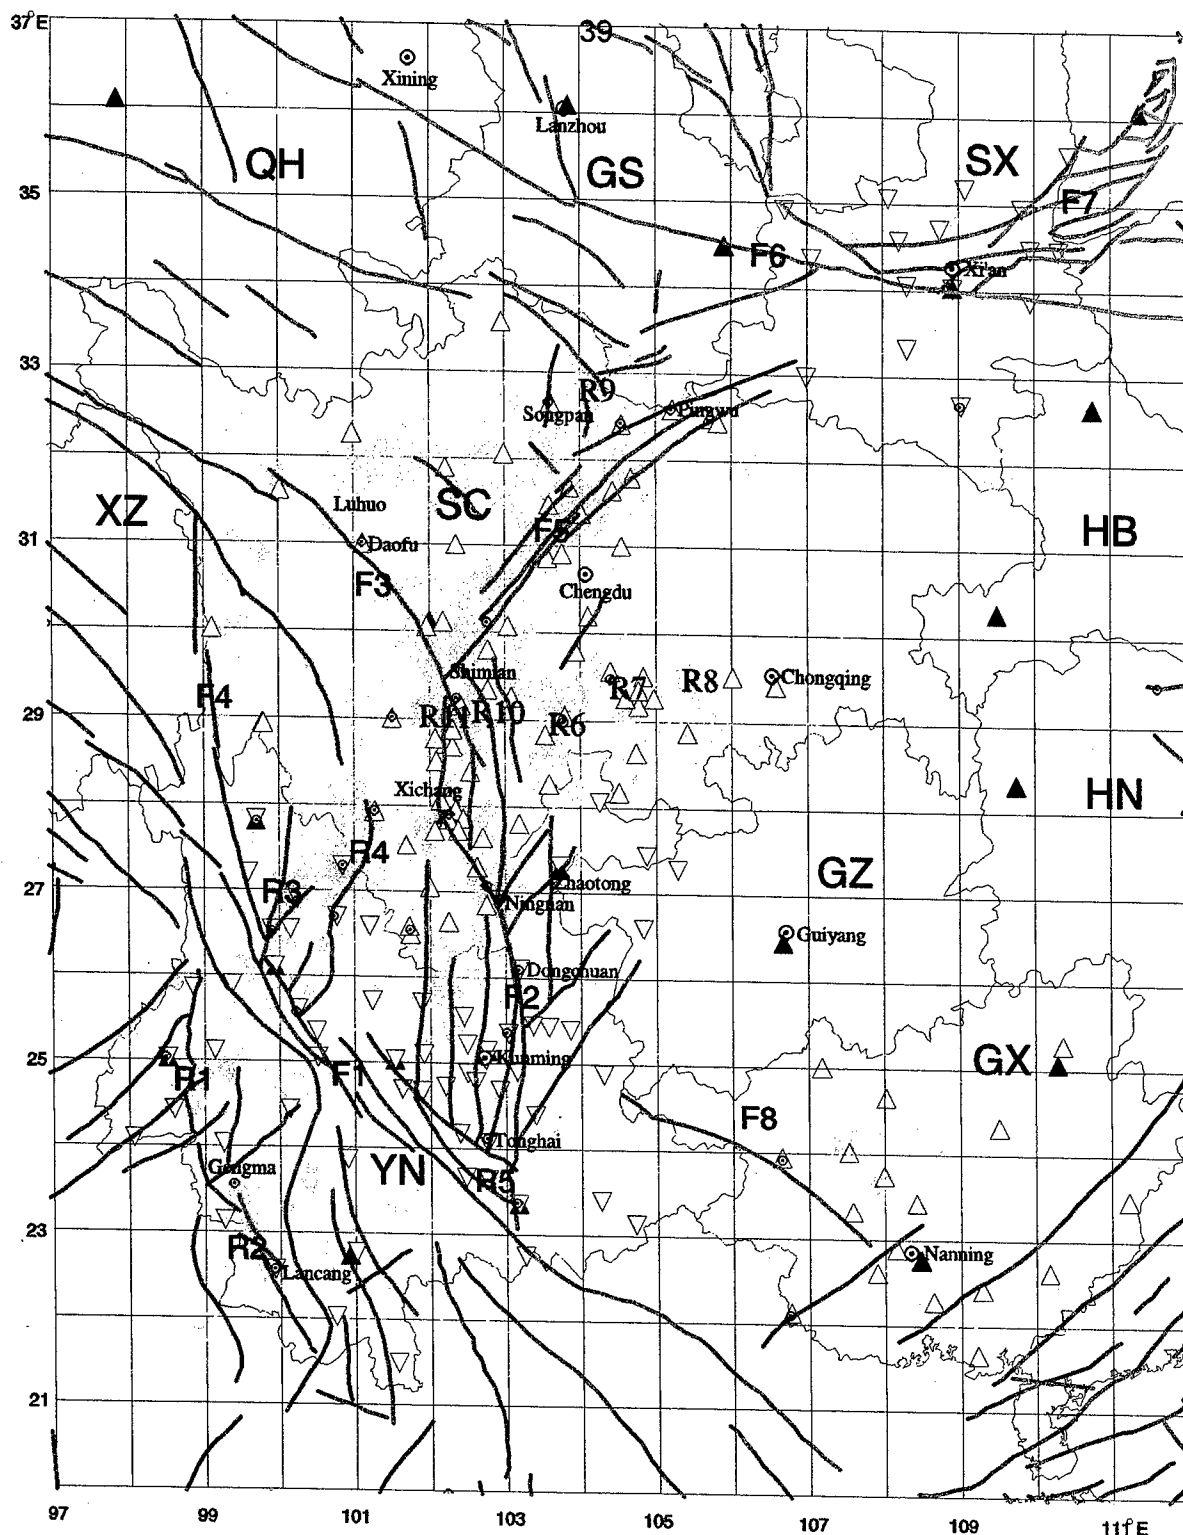 37°E
39
Xining
Lanzhou
QH
GS
SX
35
F7
F6
Xi'an
33
R9
Songpan
Pingwu
Luhuo
SC
XZ
F5
HB
31
Daofu
F3
Chengdu
Shimian
R7
R8
Chongqing
F4
29
R11
R10
R6
Xichang
HN
R4
GZ
27
R3
Zhaotong
Ningnan
Guiyang
Dongchuan
F2
25
Kunming
GX
R1
F1
F8
Tonghai
YN
Gengma
R5
23
R2
Nanning
Lancang
21
97
99
101
103
105
107
109
111°E